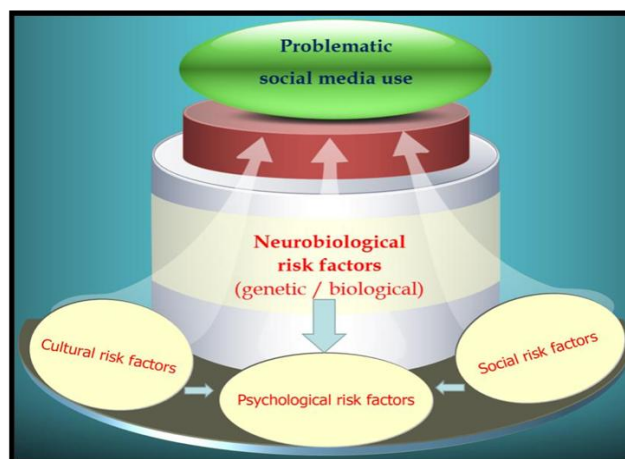 Problematic
social media use
Neurobiological
risk factors
(genetic / biological)
Cultural risk factors
Psychological risk factors
Social risk factors